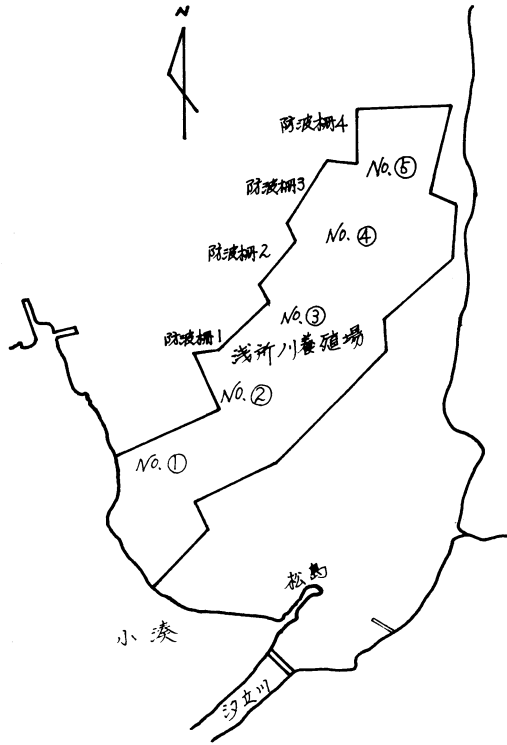 N
防波柵4
No. ⑤
防波柵3
No. ④
防波柵2
No. ③
防波柵1
浅所川養殖場
No. ②
No. ①
松島
小湊
汐立川